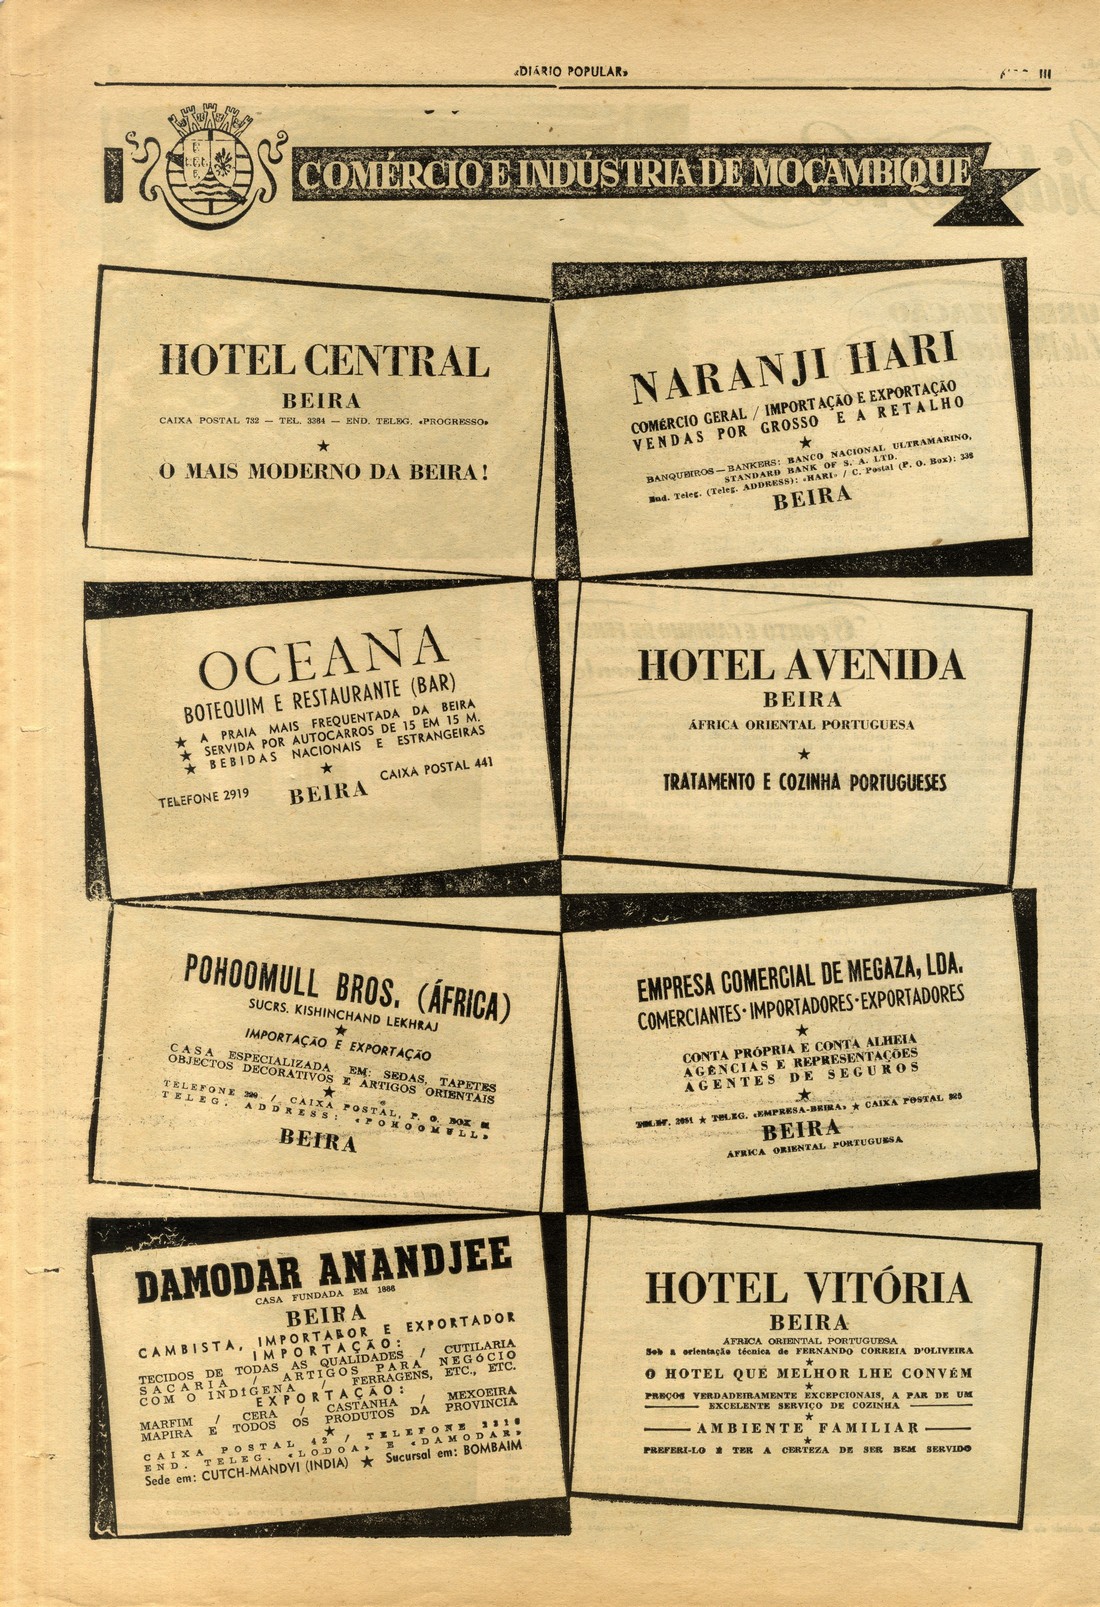 «DIÁRIO POPULAR»
III
COMÉRCIO E INDÚSTRIA DE MOÇAMBIQUE
HOTEL CENTRAL
BEIRA
CAIXA POSTAL 732 — TEL. 3364 — END. TELEG. «PROGRESSO»
★
O MAIS MODERNO DA BEIRA!
NARANJI HARI
COMÉRCIO GERAL / IMPORTAÇÃO E EXPORTAÇÃO
VENDAS POR GROSSO E A RETALHO
★
BANQUEIROS — BANKERS: BANCO NACIONAL ULTRAMARINO,
STANDARD BANK OF S. A. LTD.
End. Teleg. (Teleg. ADDRESS): «HARI» / C. Postal (P. O. Box): 336
BEIRA
OCEANA
BOTEQUIM E RESTAURANTE (BAR)
★ A PRAIA MAIS FREQUENTADA DA BEIRA
★ SERVIDA POR AUTOCARROS DE 15 EM 15 M.
★ BEBIDAS NACIONAIS E ESTRANGEIRAS
★
TELEFONE 2919 BEIRA CAIXA POSTAL 441
HOTEL AVENIDA
BEIRA
ÁFRICA ORIENTAL PORTUGUESA
★
TRATAMENTO E COZINHA PORTUGUESES
POHOOMULL BROS. (ÁFRICA)
SUCRS. KISHINCHAND LEKHRAJ
★
IMPORTAÇÃO E EXPORTAÇÃO
CASA ESPECIALIZADA EM: SEDAS, TAPETES
OBJECTOS DECORATIVOS E ARTIGOS ORIENTAIS
★
TELEFONE / CAIXA POSTAL, P. O. BOX
TELEG. ADDRESS: «POHOOMULL»
BEIRA
EMPRESA COMERCIAL DE MEGAZA, LDA.
COMERCIANTES·IMPORTADORES·EXPORTADORES
★
CONTA PRÓPRIA E CONTA ALHEIA
AGÊNCIAS E REPRESENTAÇÕES
AGENTES DE SEGUROS
★
TELEF. 2051 ★ TELEG. «EMPRESA-BEIRA» ★ CAIXA POSTAL
BEIRA
ÁFRICA ORIENTAL PORTUGUESA
DAMODAR ANANDJEE
CASA FUNDADA EM 1886
BEIRA
CAMBISTA, IMPORTADOR E EXPORTADOR
IMPORTAÇÃO:
TECIDOS DE TODAS AS QUALIDADES / CUTILARIA
SACARIA / ARTIGOS PARA NEGÓCIO
COM O INDÍGENA / FERRAGENS, ETC., ETC.
EXPORTAÇÃO:
MARFIM / CERA / CASTANHA / MEXOEIRA
MAPIRA E TODOS OS PRODUTOS DA PROVINCIA
★
CAIXA POSTAL 42 / TELEFONE
END. TELEG. «LODOA» E «DAMODAR»
Sede em: CUTCH-MANDVI (INDIA) ★ Sucursal em: BOMBAIM
HOTEL VITÓRIA
BEIRA
ÁFRICA ORIENTAL PORTUGUESA
Sob a orientação técnica de FERNANDO CORREIA D'OLIVEIRA
★
O HOTEL QUE MELHOR LHE CONVÉM
★
PREÇOS VERDADEIRAMENTE EXCEPCIONAIS, A PAR DE UM
EXCELENTE SERVIÇO DE COZINHA
★
AMBIENTE FAMILIAR
★
PREFERI-LO É TER A CERTEZA DE SER BEM SERVIDO